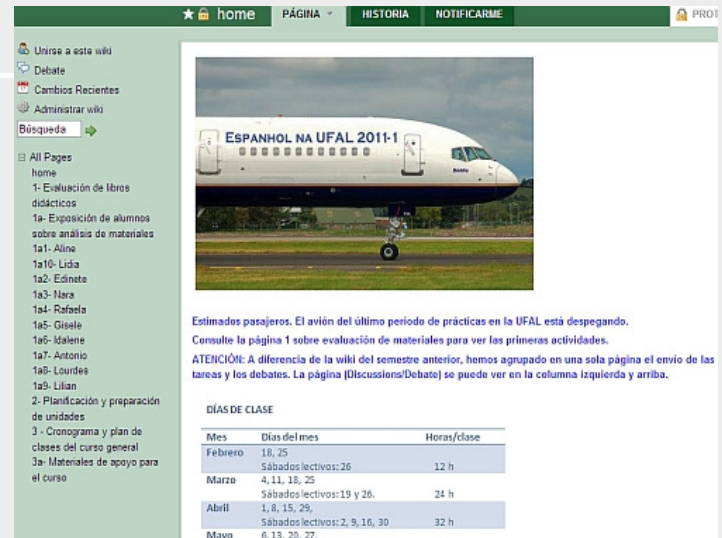 home
PÁGINA
HISTORIA
NOTIFICARME
PROT
Unirse a este wiki
Debate
Cambios Recientes
Administrar wiki
Búsqueda
All Pages
home
1- Evaluación de libros
didácticos
1a- Exposición de alumnos
sobre análisis de materiales
1a1- Aline
1a10- Lidia
1a2- Edinete
1a3- Nara
1a4- Rafaela
1a5- Gisele
1a6- Idalene
1a7- Antonio
1a8- Lourdes
1a9- Lilian
2- Planificación y preparación
de unidades
3 - Cronograma y plan de
clases del curso general
3a- Materiales de apoyo para
el curso
ESPANHOL NA UFAL 2011-1
Estimados pasajeros. El avión del último periodo de prácticas en la UFAL está despegando.
Consulte la página 1 sobre evaluación de materiales para ver las primeras actividades.
ATENCIÓN: A diferencia de la wiki del semestre anterior, hemos agrupado en una sola página el envío de las
tareas y los debates. La página (Discussions/Debate) se puede ver en la columna izquierda y arriba.
DÍAS DE CLASE
Mes Días del mes Horas/clase
Febrero 18, 25
Sábados lectivos: 26 12 h
Marzo 4, 11, 18, 25
Sábados lectivos: 19 y 26. 24 h
Abril 1, 8, 15, 29,
Sábados lectivos: 2, 9, 16, 30 32 h
Mayo 6, 13, 20, 27,